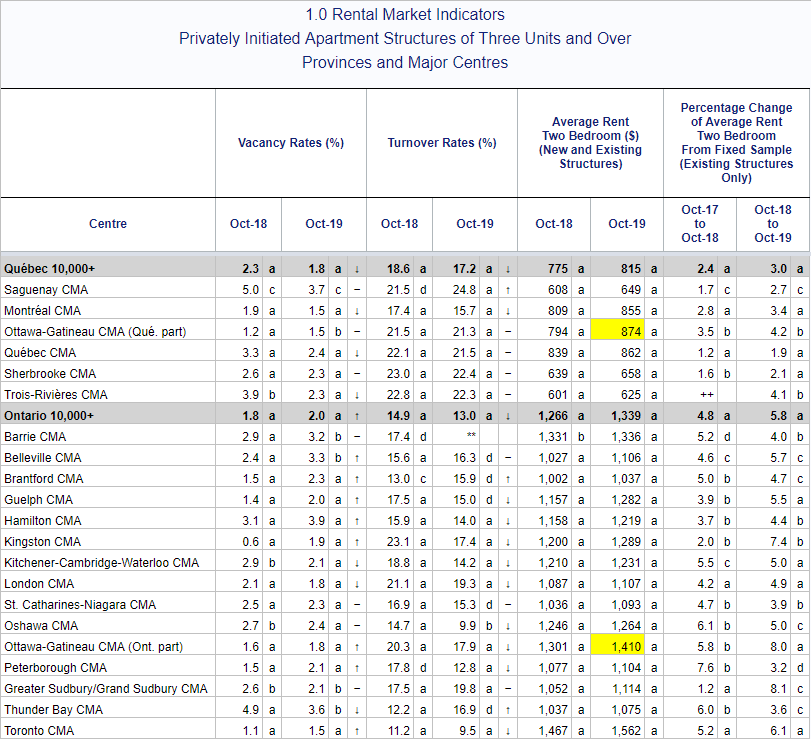 1.0 Rental Market Indicators
Privately Initiated Apartment Structures of Three Units and Over
Provinces and Major Centres
Vacancy Rates (%) Turnover Rates (%) Average Rent Two Bedroom ($) (New and Existing Structures) Percentage Change of Average Rent Two Bedroom From Fixed Sample (Existing Structures Only)
Centre Oct-18 Oct-19 Oct-18 Oct-19 Oct-18 Oct-19 Oct-17 to Oct-18 Oct-18 to Oct-19
Québec 10,000+ 2.3 a 1.8 a ↓ 18.6 a 17.2 a ↓ 775 a 815 a 2.4 a 3.0 a
Saguenay CMA 5.0 c 3.7 c – 21.5 d 24.8 a ↑ 608 a 649 a 1.7 c 2.7 c
Montréal CMA 1.9 a 1.5 a ↓ 17.4 a 15.7 a ↓ 809 a 855 a 2.8 a 3.4 a
Ottawa-Gatineau CMA (Qué. part) 1.2 a 1.5 b – 21.5 a 21.3 a – 794 a 874 a 3.5 b 4.2 b
Québec CMA 3.3 a 2.4 a ↓ 22.1 a 21.5 a – 839 a 862 a 1.2 a 1.9 a
Sherbrooke CMA 2.6 a 2.3 a – 23.0 a 22.4 a – 639 a 658 a 1.6 b 2.1 a
Trois-Rivières CMA 3.9 b 2.3 a ↓ 22.8 a 22.3 a – 601 a 625 a ++ 4.1 b
Ontario 10,000+ 1.8 a 2.0 a ↑ 14.9 a 13.0 a ↓ 1,266 a 1,339 a 4.8 a 5.8 a
Barrie CMA 2.9 a 3.2 b – 17.4 d ** 1,331 b 1,336 a 5.2 d 4.0 b
Belleville CMA 2.4 a 3.3 b ↑ 15.6 a 16.3 d – 1,027 a 1,106 a 4.6 c 5.7 c
Brantford CMA 1.5 a 2.3 a ↑ 13.0 c 15.9 d ↑ 1,002 a 1,037 a 5.0 b 4.7 c
Guelph CMA 1.4 a 2.0 a ↑ 17.5 a 15.0 d ↓ 1,157 a 1,282 a 3.9 b 5.5 a
Hamilton CMA 3.1 a 3.9 a ↑ 15.9 a 14.0 a ↓ 1,158 a 1,219 a 3.7 b 4.4 b
Kingston CMA 0.6 a 1.9 a ↑ 23.1 a 17.4 a ↓ 1,200 a 1,289 a 2.0 b 7.4 b
Kitchener-Cambridge-Waterloo CMA 2.9 b 2.1 a ↓ 18.8 a 14.2 a ↓ 1,210 a 1,231 a 5.5 c 5.0 a
London CMA 2.1 a 1.8 a ↓ 21.1 a 19.3 a ↓ 1,087 a 1,107 a 4.2 a 4.9 a
St. Catharines-Niagara CMA 2.5 a 2.3 a – 16.9 a 15.3 d – 1,036 a 1,093 a 4.7 b 3.9 b
Oshawa CMA 2.7 b 2.4 a – 14.7 a 9.9 b ↓ 1,246 a 1,264 a 6.1 b 5.0 c
Ottawa-Gatineau CMA (Ont. part) 1.6 a 1.8 a ↑ 20.3 a 17.9 a ↓ 1,301 a 1,410 a 5.8 b 8.0 a
Peterborough CMA 1.5 a 2.1 a ↑ 17.8 d 12.8 a ↓ 1,077 a 1,104 a 7.6 b 3.2 d
Greater Sudbury/Grand Sudbury CMA 2.6 b 2.1 b – 17.5 a 19.8 a – 1,052 a 1,114 a 1.2 a 8.1 c
Thunder Bay CMA 4.9 a 3.6 b ↓ 12.2 a 16.9 d ↑ 1,037 a 1,075 a 6.0 b 3.6 c
Toronto CMA 1.1 a 1.5 a ↑ 11.2 a 9.5 a ↓ 1,467 a 1,562 a 5.2 a 6.1 a